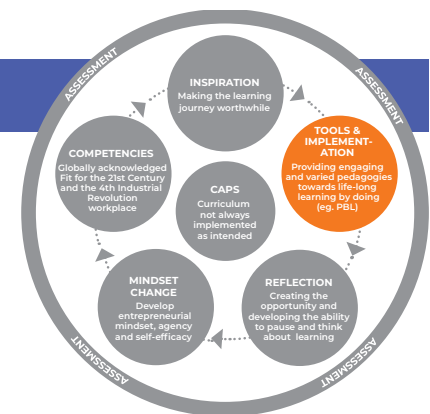 ASSESSMENT
ASSESSMENT
INSPIRATION
Making the learning
journey worthwhile
TOOLS &
IMPLEMENT-
ATION
Providing engaging
and varied pedagogies
towards life-long
learning by doing
(eg. PBL)
COMPETENCIES
Globally acknowledged
Fit for the 21st Century
and the 4th Industrial
Revolution
workplace
CAPS
Curriculum
not always
implemented
as intended
MINDSET
CHANGE
Develop
entrepreneurial
mindset, agency
and self-efficacy
REFLECTION
Creating the
opportunity and
developing the ability
to pause and think
about learning
ASSESSMENT
ASSESSMENT